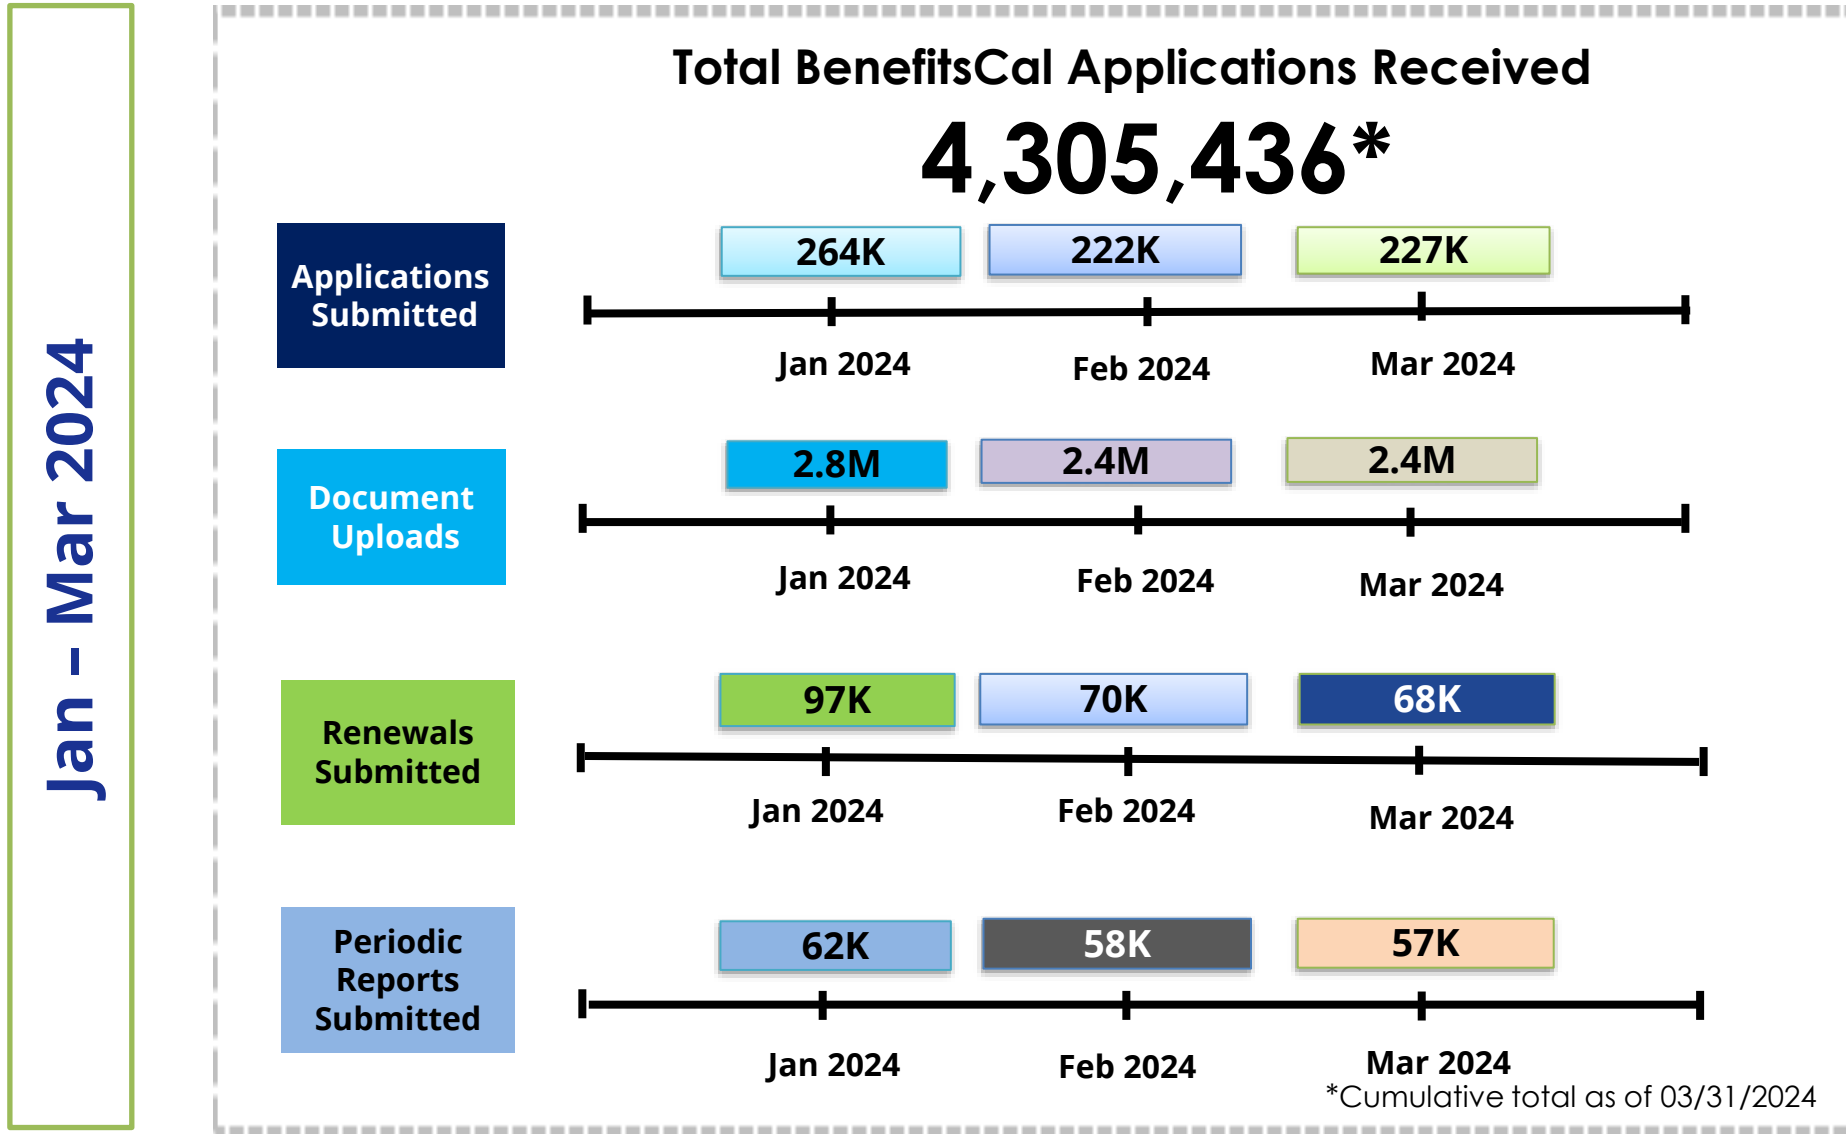 Jan – Mar 2024
Total BenefitsCal Applications Received
4,305,436*
Applications
Submitted
264K
222K
227K
Jan 2024
Feb 2024
Mar 2024
Document
Uploads
2.8M
2.4M
2.4M
Jan 2024
Feb 2024
Mar 2024
Renewals
Submitted
97K
70K
68K
Jan 2024
Feb 2024
Mar 2024
Periodic
Reports
Submitted
62K
58K
57K
Jan 2024
Feb 2024
Mar 2024
*Cumulative total as of 03/31/2024